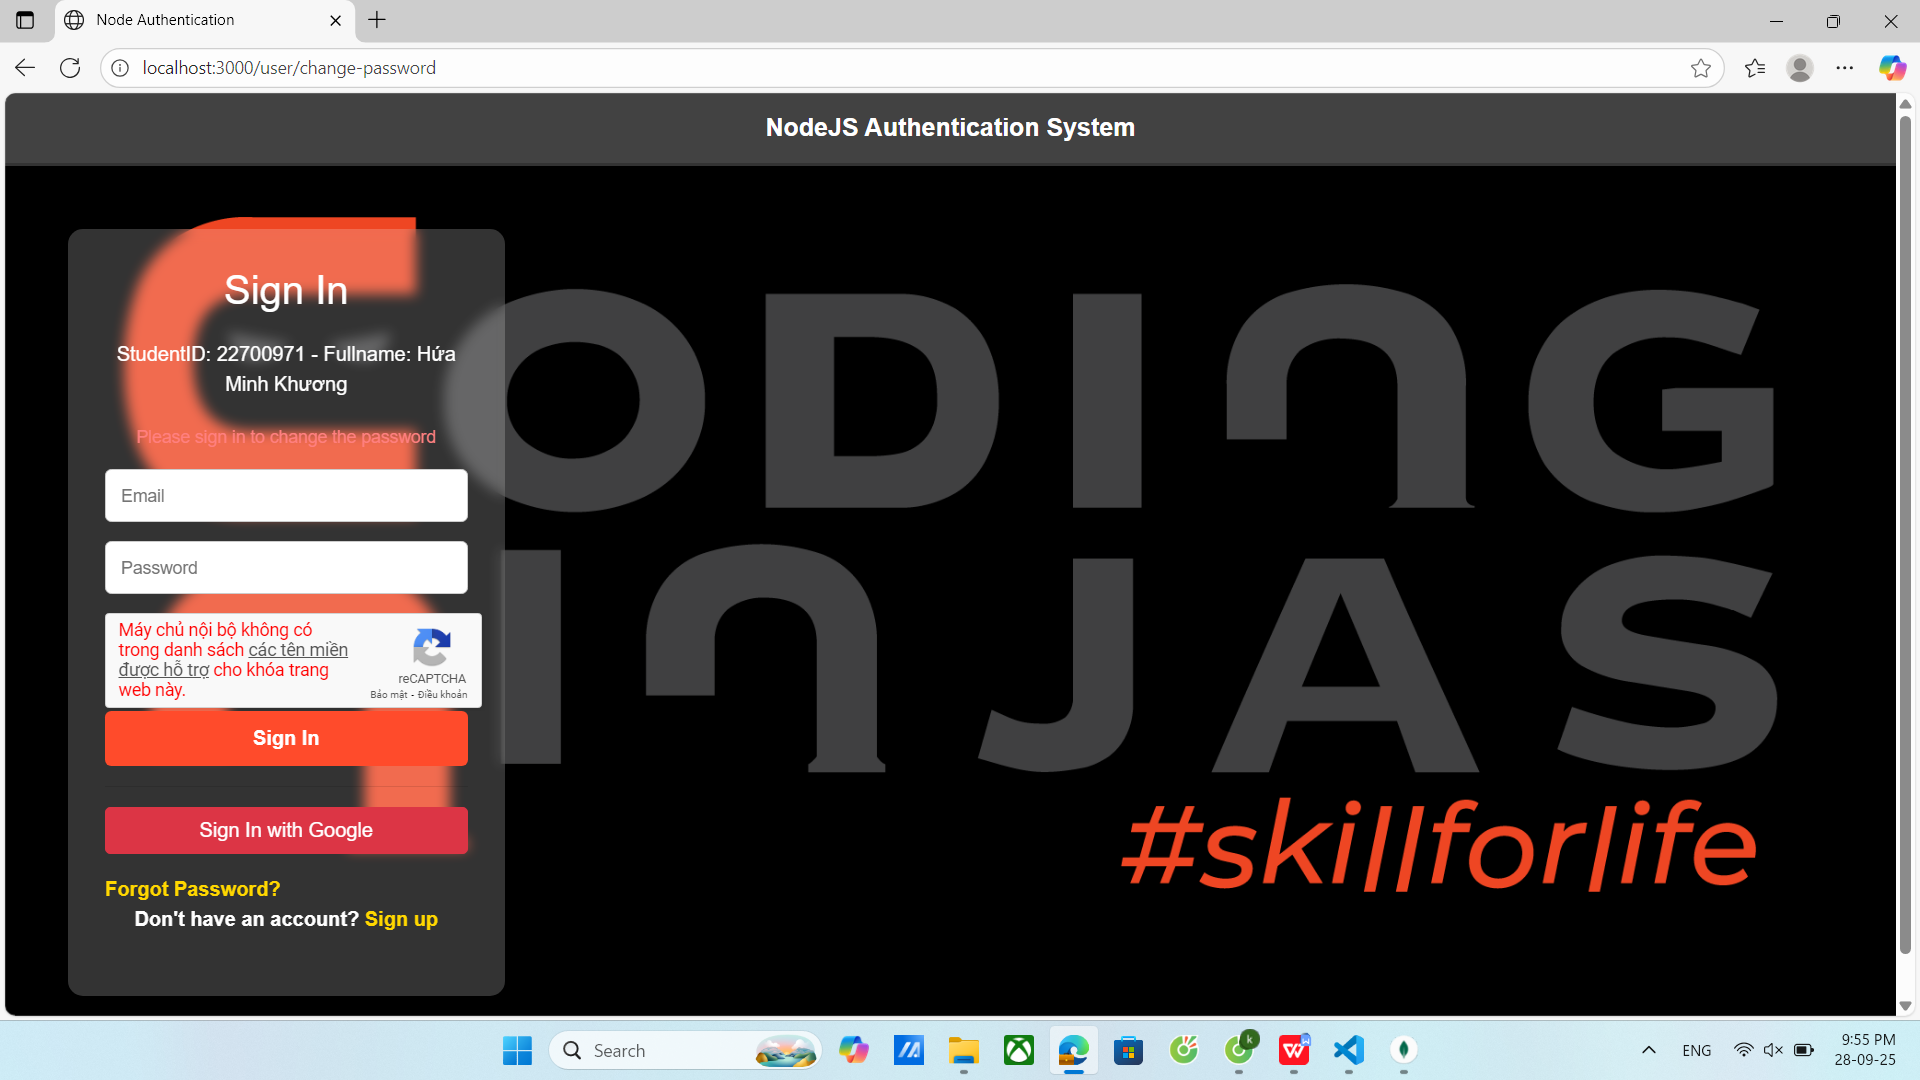 Node Authentication
localhost:3000/user/change-password
NodeJS Authentication System
Sign In
StudentID: 22700971 - Fullname: Hứa
Minh Khương
Please sign in to change the password
Email
Password
Máy chủ nội bộ không có
trong danh sách các tên miền
được hỗ trợ cho khóa trang
web này.
reCAPTCHA
Bảo mật - Điều khoản
Sign In
Sign In with Google
Forgot Password?
Don't have an account? Sign up
CODING
NINJAS
#skillforlife
Search
k
W
ENG
9:55 PM
28-09-25